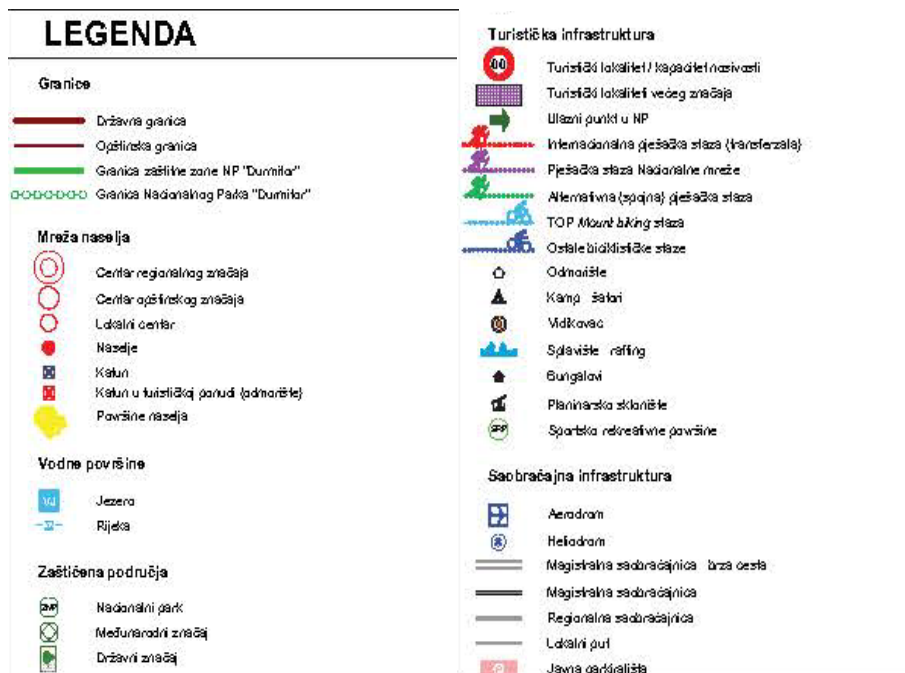 LEGENDA
Granice
Državna granica
Opštinska granica
Granica zaštitne zone NP "Durmitor"
Granica Nacionalnog Parka "Durmitor"
Mreža naselja
Centar regionalnog značaja
Centar opštinskog značaja
Lokalni centar
Naselje
Katun
Katun u turističkoj ponudi (odmorište)
Površine naselja
Vodne površine
VJ
Jezera
Rijeka
Zaštićena područja
Nacionalni park
Međunarodni značaj
Državni značaj
Turistička infrastruktura
00
Turistički lokalitet / kapacitet nosivosti
Turistički lokaliteti većeg značaja
Ulazni punkt u NP
Internacionalna pješačka staza (transferzala)
Pješačka staza Nacionalne mreže
Alternativna (spojna) pješačka staza
TOP Mount biking staza
Ostale biciklističke staze
Odmorište
Kamp šatori
Vidikovac
Splavište rafting
Bungalovi
Planinarsko sklonište
SRP
Sportsko rekreativne površine
Saobraćajna infrastruktura
Aerodrom
Heliodrom
Magistralna saobraćajnica brza cesta
Magistralna saobraćajnica
Regionalna saobraćajnica
Lokalni put
Javna parkirališta